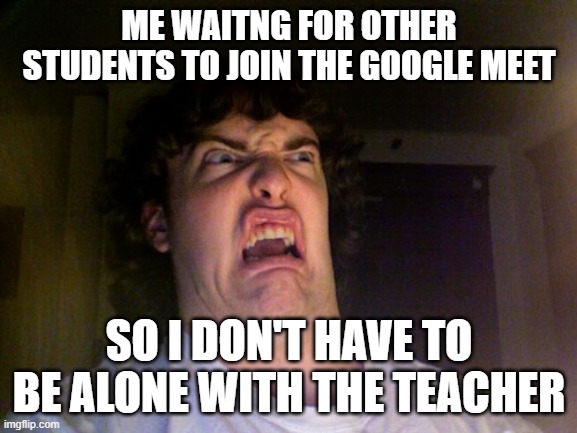 ME WAITNG FOR OTHER
STUDENTS TO JOIN THE GOOGLE MEET
SO I DON'T HAVE TO
BE ALONE WITH THE TEACHER
imgflip.com